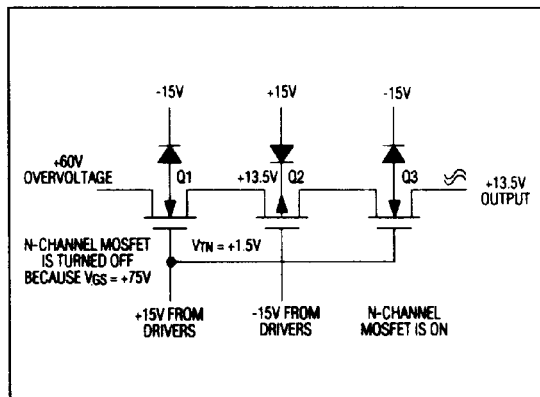 -15V +15V -15V
+60V
OVERVOLTAGE
Q1 +13.5V Q2 Q3
+13.5V
OUTPUT
N-CHANNEL MOSFET
IS TURNED OFF
BECAUSE VGS = +75V
VTN = +1.5V
+15V FROM
DRIVERS
-15V FROM
DRIVERS
N-CHANNEL
MOSFET IS ON